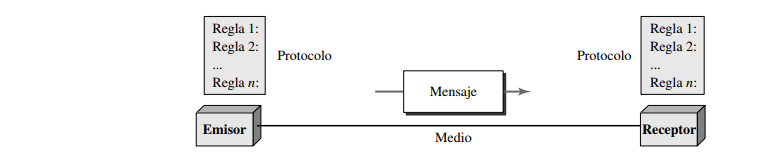 Regla 1:
Regla 2:
...
Regla n:
Protocolo
Protocolo
Regla 1:
Regla 2:
...
Regla n:
Mensaje
Emisor
Medio
Receptor